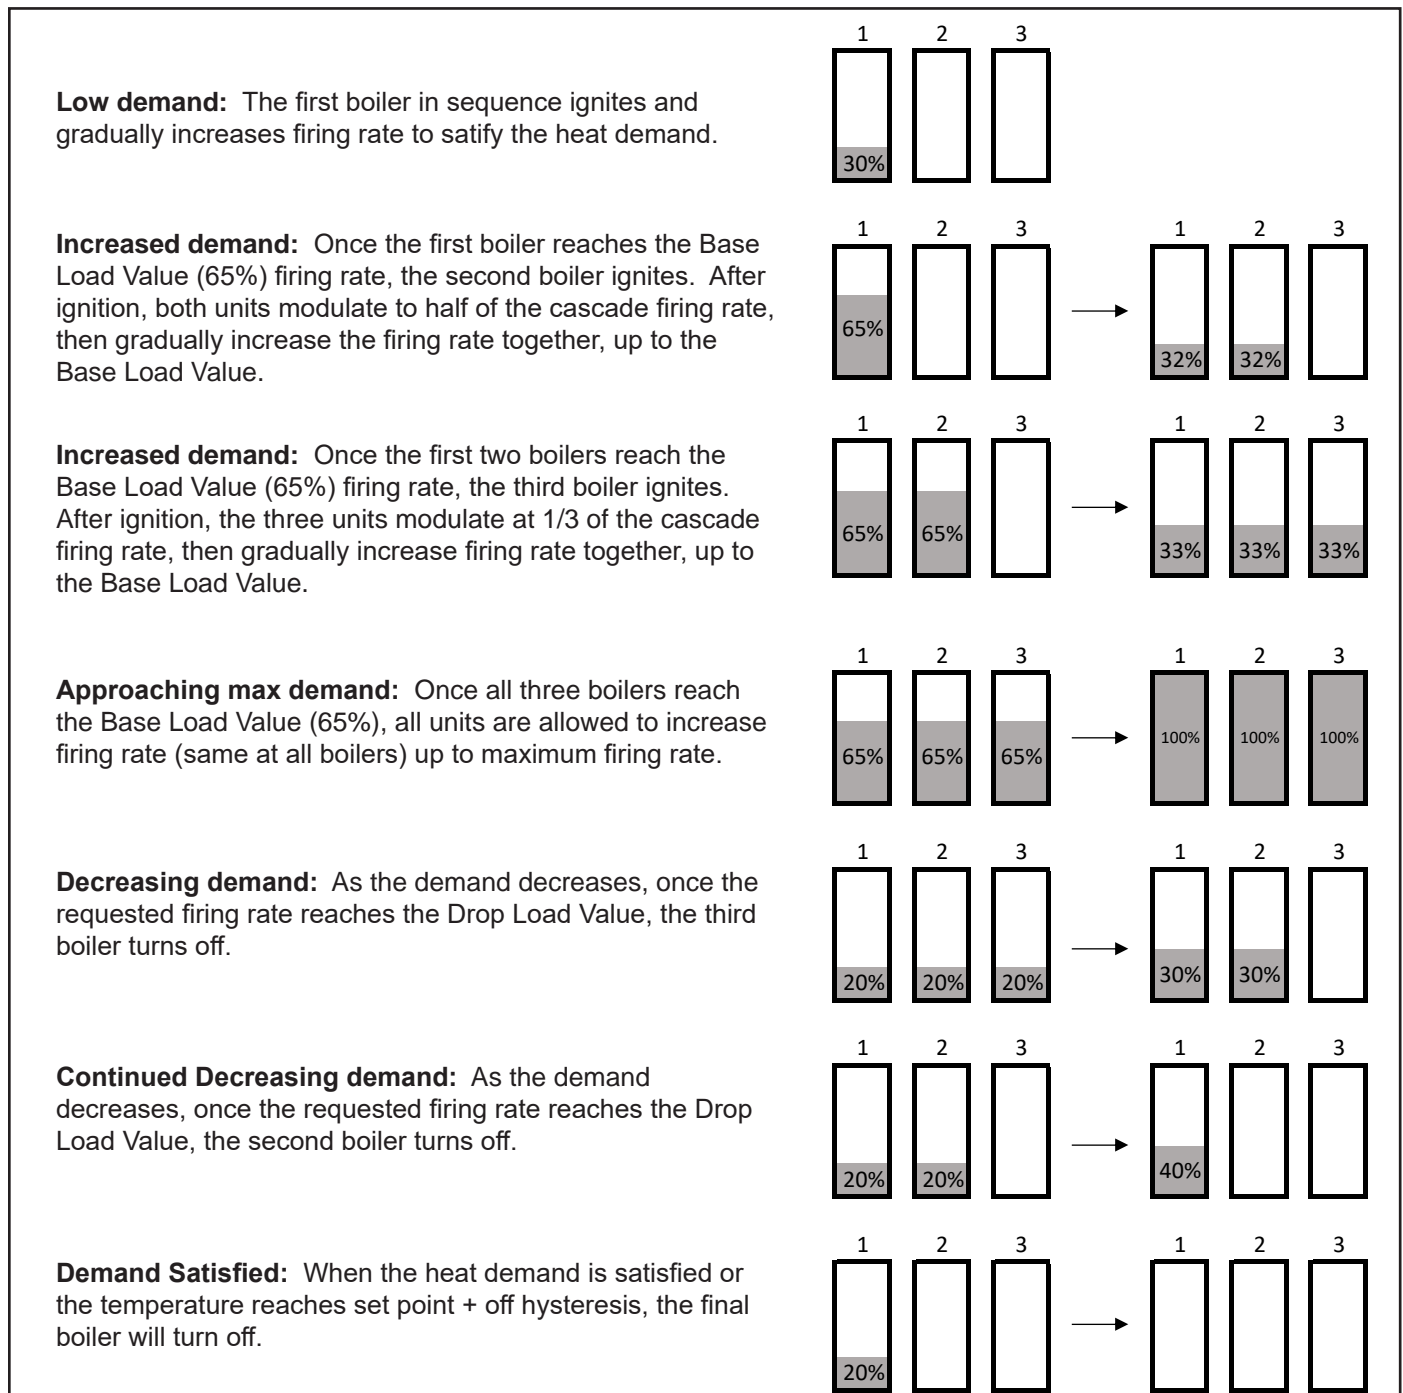 1 2 3
Low demand: The first boiler in sequence ignites and
gradually increases firing rate to satify the heat demand.
30%
Increased demand: Once the first boiler reaches the Base
Load Value (65%) firing rate, the second boiler ignites. After
ignition, both units modulate to half of the cascade firing rate,
then gradually increase the firing rate together, up to the
Base Load Value.
1 2 3 1 2 3
65% 32% 32%
Increased demand: Once the first two boilers reach the
Base Load Value (65%) firing rate, the third boiler ignites.
After ignition, the three units modulate at 1/3 of the cascade
firing rate, then gradually increase firing rate together, up to
the Base Load Value.
1 2 3 1 2 3
65% 65% 33% 33% 33%
Approaching max demand: Once all three boilers reach
the Base Load Value (65%), all units are allowed to increase
firing rate (same at all boilers) up to maximum firing rate.
1 2 3 1 2 3
65% 65% 65% 100% 100% 100%
Decreasing demand: As the demand decreases, once the
requested firing rate reaches the Drop Load Value, the third
boiler turns off.
1 2 3 1 2 3
20% 20% 20% 30% 30%
Continued Decreasing demand: As the demand
decreases, once the requested firing rate reaches the Drop
Load Value, the second boiler turns off.
1 2 3 1 2 3
20% 20% 40%
Demand Satisfied: When the heat demand is satisfied or
the temperature reaches set point + off hysteresis, the final
boiler will turn off.
1 2 3 1 2 3
20%